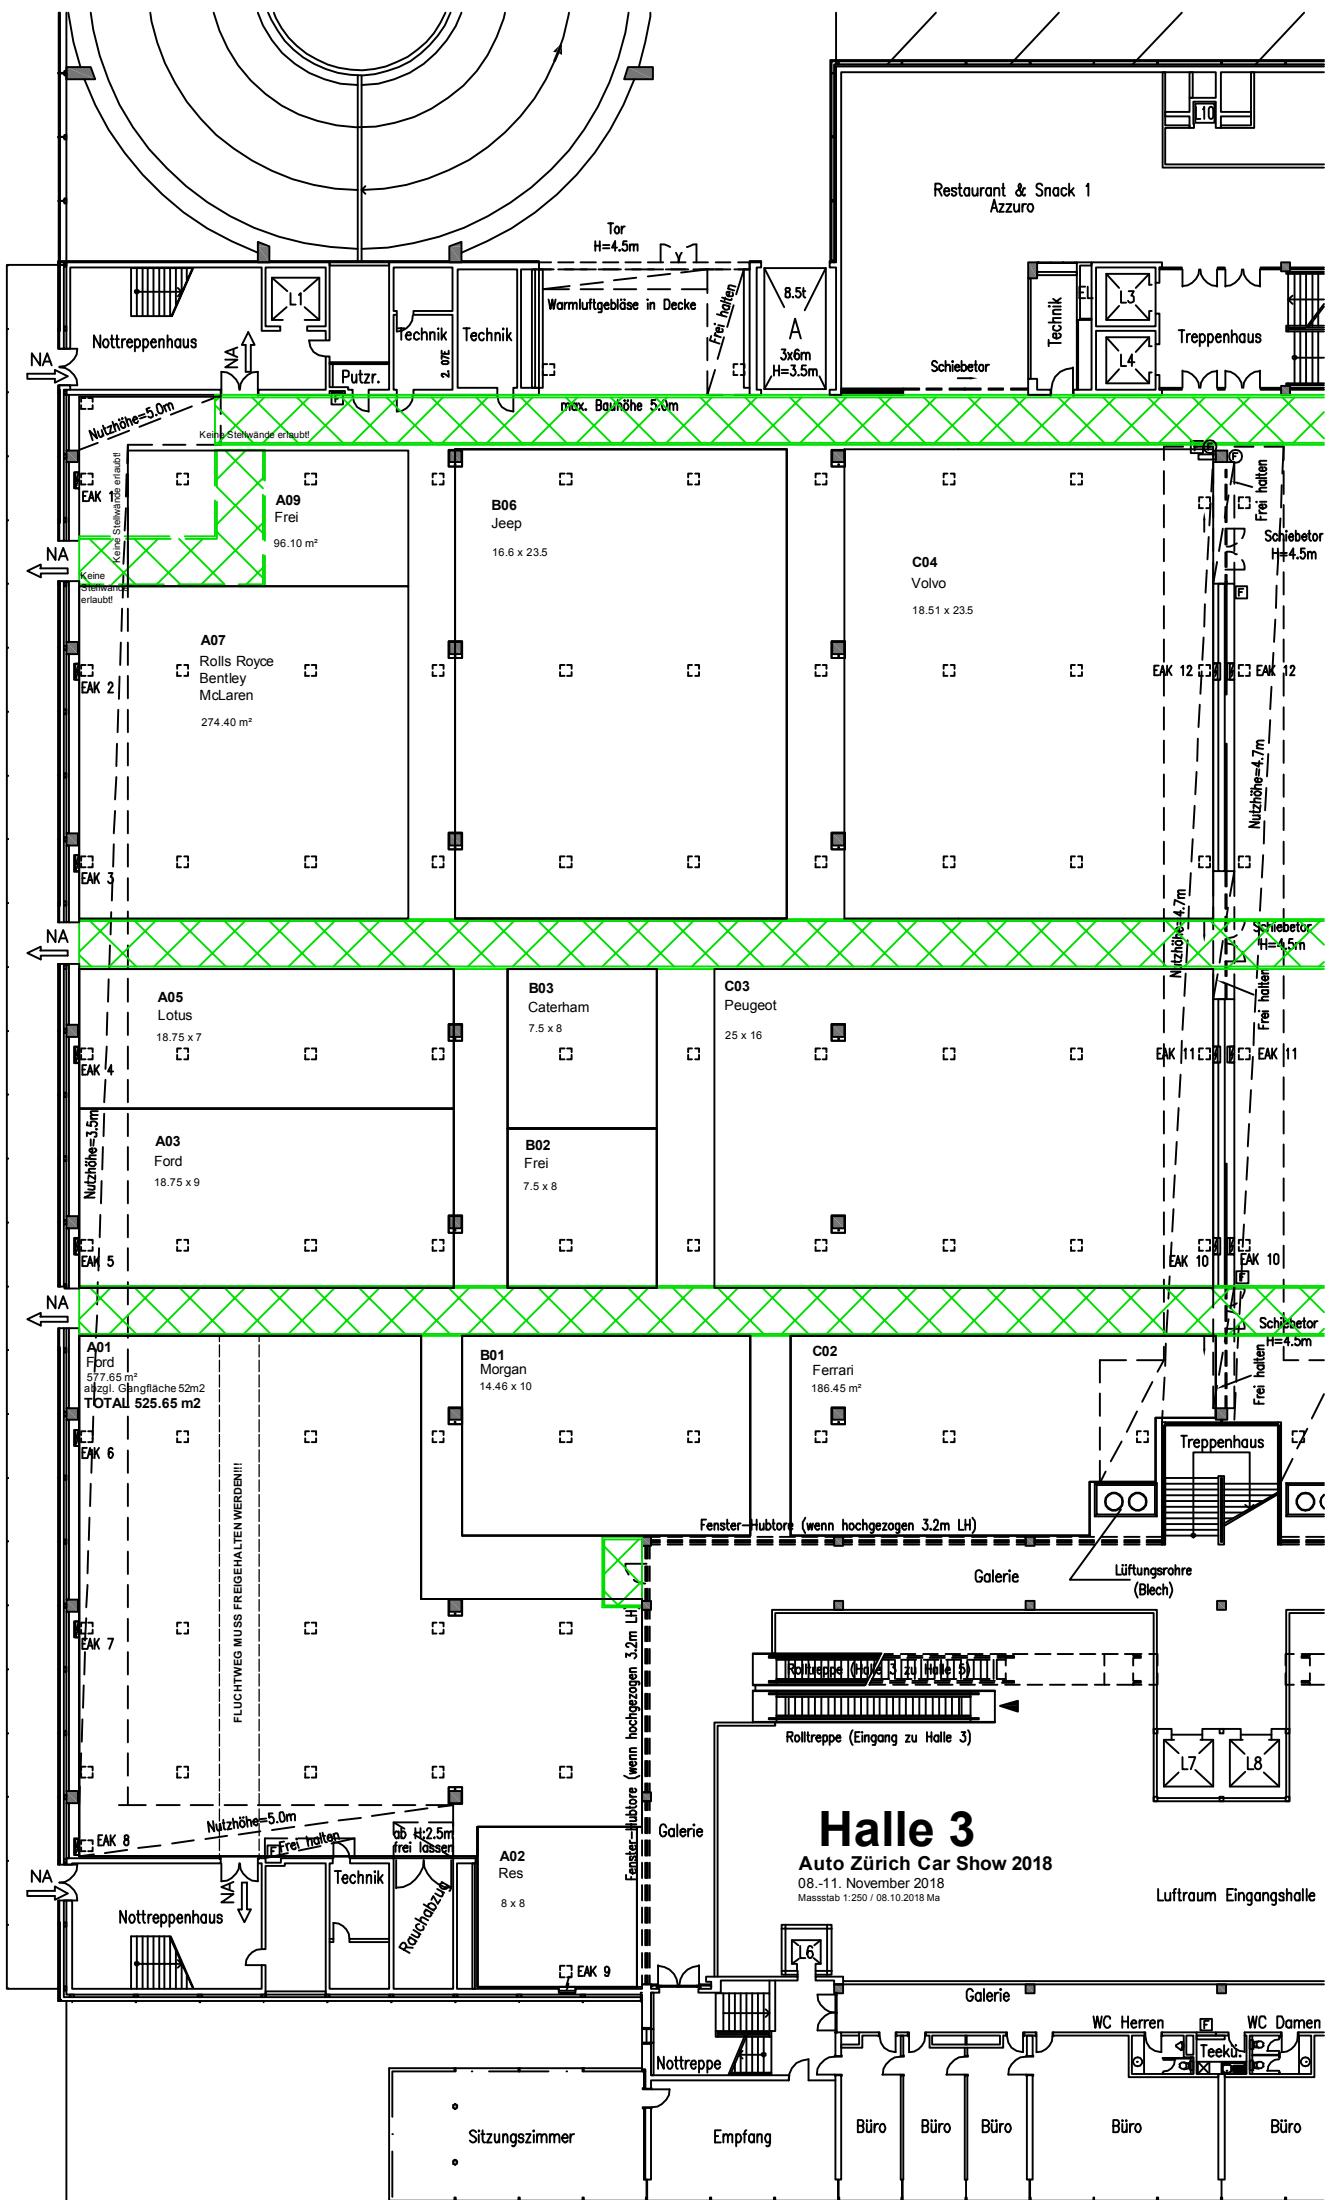 L10
Restaurant & Snack 1
Azzuro
Tor
H=4.5m
Y
L1
Warmluftgebläse in Decke
Frei halten
8.5t
A
3x6m
H=3.5m
Technik
EL
L3
L4
Treppenhaus
Nottreppenhaus
NA
NA
Technik
Technik
2. 07E
Putzr.
Schiebetor
F
max. Bauhöhe 5.0m
Nutzhöhe=5.0m
Keine Stellwände erlaubt!
Keine Stellwände erlaubt!
EAK 1
A09
Frei
96.10 m²
B06
Jeep
16.6 x 23.5
C04
Volvo
18.51 x 23.5
F
Frei halten
Schiebetor
H=4.5m
F
NA
Keine
Stellwände
erlaubt!
A07
Rolls Royce
Bentley
McLaren
274.40 m²
EAK 2
EAK 12
EAK 12
Nutzhöhe=4.7m
Nutzhöhe=4.7m
EAK 3
NA
Schiebetor
H=4.5m
Frei halten
A05
Lotus
18.75 x 7
B03
Caterham
7.5 x 8
C03
Peugeot
25 x 16
EAK 4
EAK 11
EAK 11
Nutzhöhe=3.5m
A03
Ford
18.75 x 9
B02
Frei
7.5 x 8
EAK 5
EAK 10
EAK 10
F
NA
Schiebetor
H=4.5m
Frei halten
A01
Ford
577.65 m²
abzgl. Gangfläche 52m2
TOTAL 525.65 m2
B01
Morgan
14.46 x 10
C02
Ferrari
186.45 m²
EAK 6
Treppenhaus
FLUCHTWEG MUSS FREIGEHALTEN WERDEN!!!
Fenster-Hubtore (wenn hochgezogen 3.2m LH)
Galerie
Lüftungsrohre
(Blech)
EAK 7
Fenster-Hubtore (wenn hochgezogen 3.2m LH)
Rolltreppe (Halle 3 zu Halle 5)
Rolltreppe (Eingang zu Halle 3)
L7
L8
Nutzhöhe=5.0m
EAK 8
F
Frei halten
ab H:2.5m
frei lassen
Galerie
Halle 3
Auto Zürich Car Show 2018
08.-11. November 2018
Massstab 1:250 / 08.10.2018 Ma
A02
Res
8 x 8
NA
NA
Technik
Rauchabzug
Nottreppenhaus
Luftraum Eingangshalle
L6
EAK 9
Galerie
WC Herren
F
WC Damen
Teekü.
Nottreppe
Sitzungszimmer
Empfang
Büro
Büro
Büro
Büro
Büro